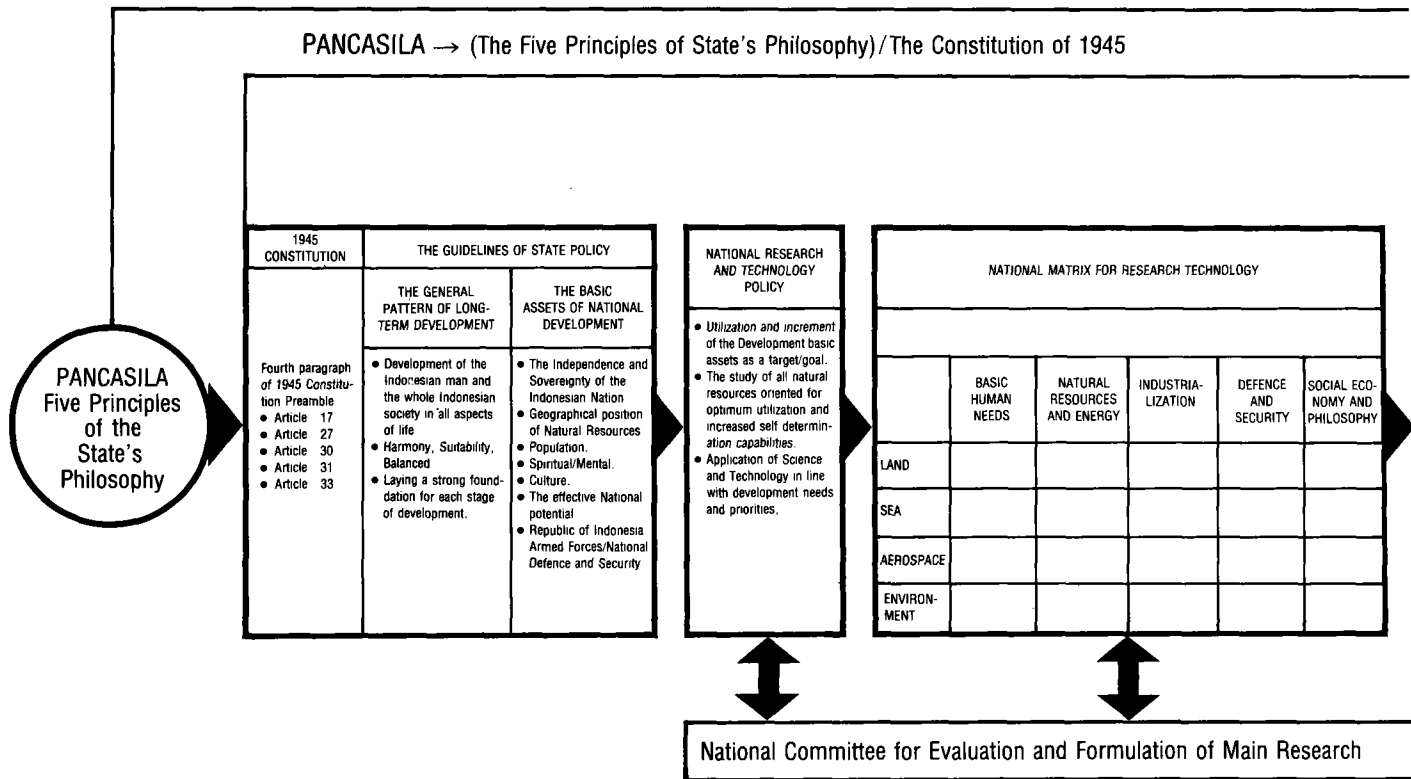 PANCASILA → (The Five Principles of State's Philosophy)/The Constitution of 1945
PANCASILA
Five Principles
of the
State's
Philosophy
1945
CONSTITUTION
Fourth paragraph
of 1945 Constitu-
tion Preamble
● Article 17
● Article 27
● Article 30
● Article 31
● Article 33
THE GUIDELINES OF STATE POLICY
THE GENERAL
PATTERN OF LONG-
TERM DEVELOPMENT
● Development of the
Indonesian man and
the whole Indonesian
society in all aspects
of life
● Harmony, Suitability,
Balanced
● Laying a strong foun-
dation for each stage
of development.
THE BASIC
ASSETS OF NATIONAL
DEVELOPMENT
● The Independence and
Sovereignty of the
Indonesian Nation
● Geographical position
of Natural Resources
● Population.
● Spiritual/Mental.
● Culture.
● The effective National
potential
● Republic of Indonesia
Armed Forces/National
Defence and Security
NATIONAL RESEARCH
AND TECHNOLOGY
POLICY
● Utilization and increment
of the Development basic
assets as a target/goal.
● The study of all natural
resources oriented for
optimum utilization and
increased self determin-
ation capabilities.
● Application of Science
and Technology in line
with development needs
and priorities.
NATIONAL MATRIX FOR RESEARCH TECHNOLOGY
BASIC
HUMAN
NEEDS
NATURAL
RESOURCES
AND ENERGY
INDUSTRIA-
LIZATION
DEFENCE
AND
SECURITY
SOCIAL ECO-
NOMY AND
PHILOSOPHY
LAND
SEA
AEROSPACE
ENVIRON-
MENT
National Committee for Evaluation and Formulation of Main Research